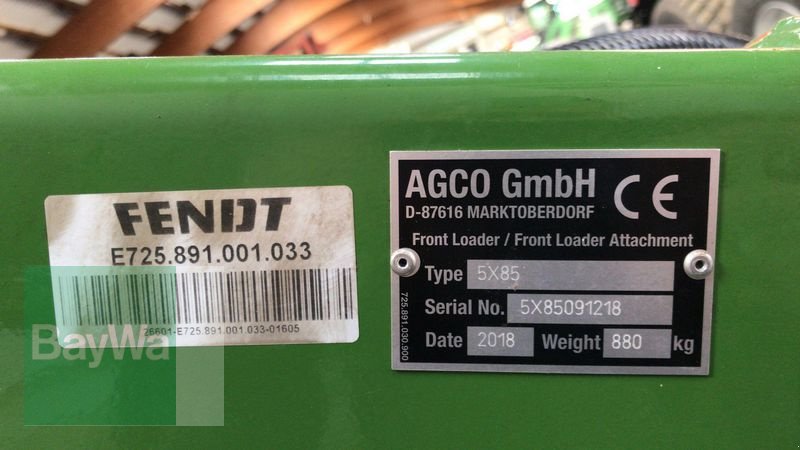 FENDT
E725.891.001.033
26601-E725.891.001.033-01605
BayWa
AGCO GmbH
D-87616 MARKTOBERDORF
CE
Front Loader / Front Loader Attachment
Type 5X85
Serial No. 5X85091218
Date 2018 Weight 880 kg
725.891.030.900